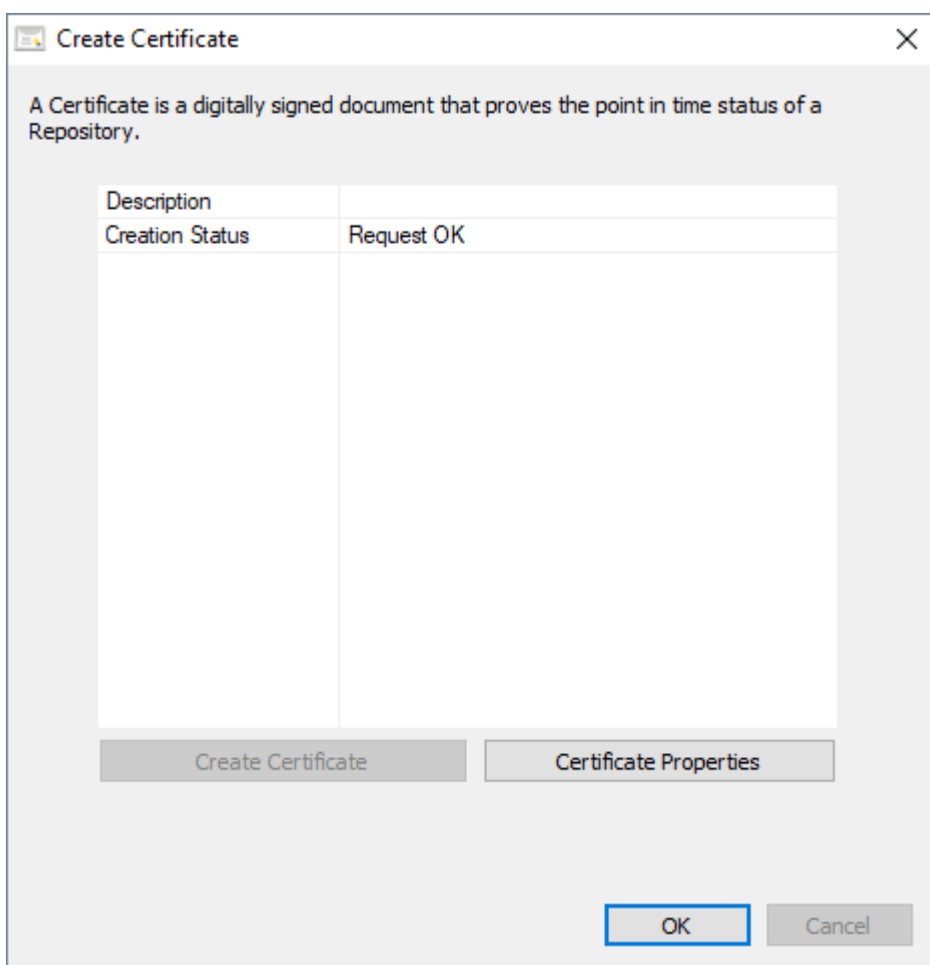 Create Certificate
A Certificate is a digitally signed document that proves the point in time status of a
Repository.
Description
Creation Status Request OK
Create Certificate Certificate Properties
OK Cancel